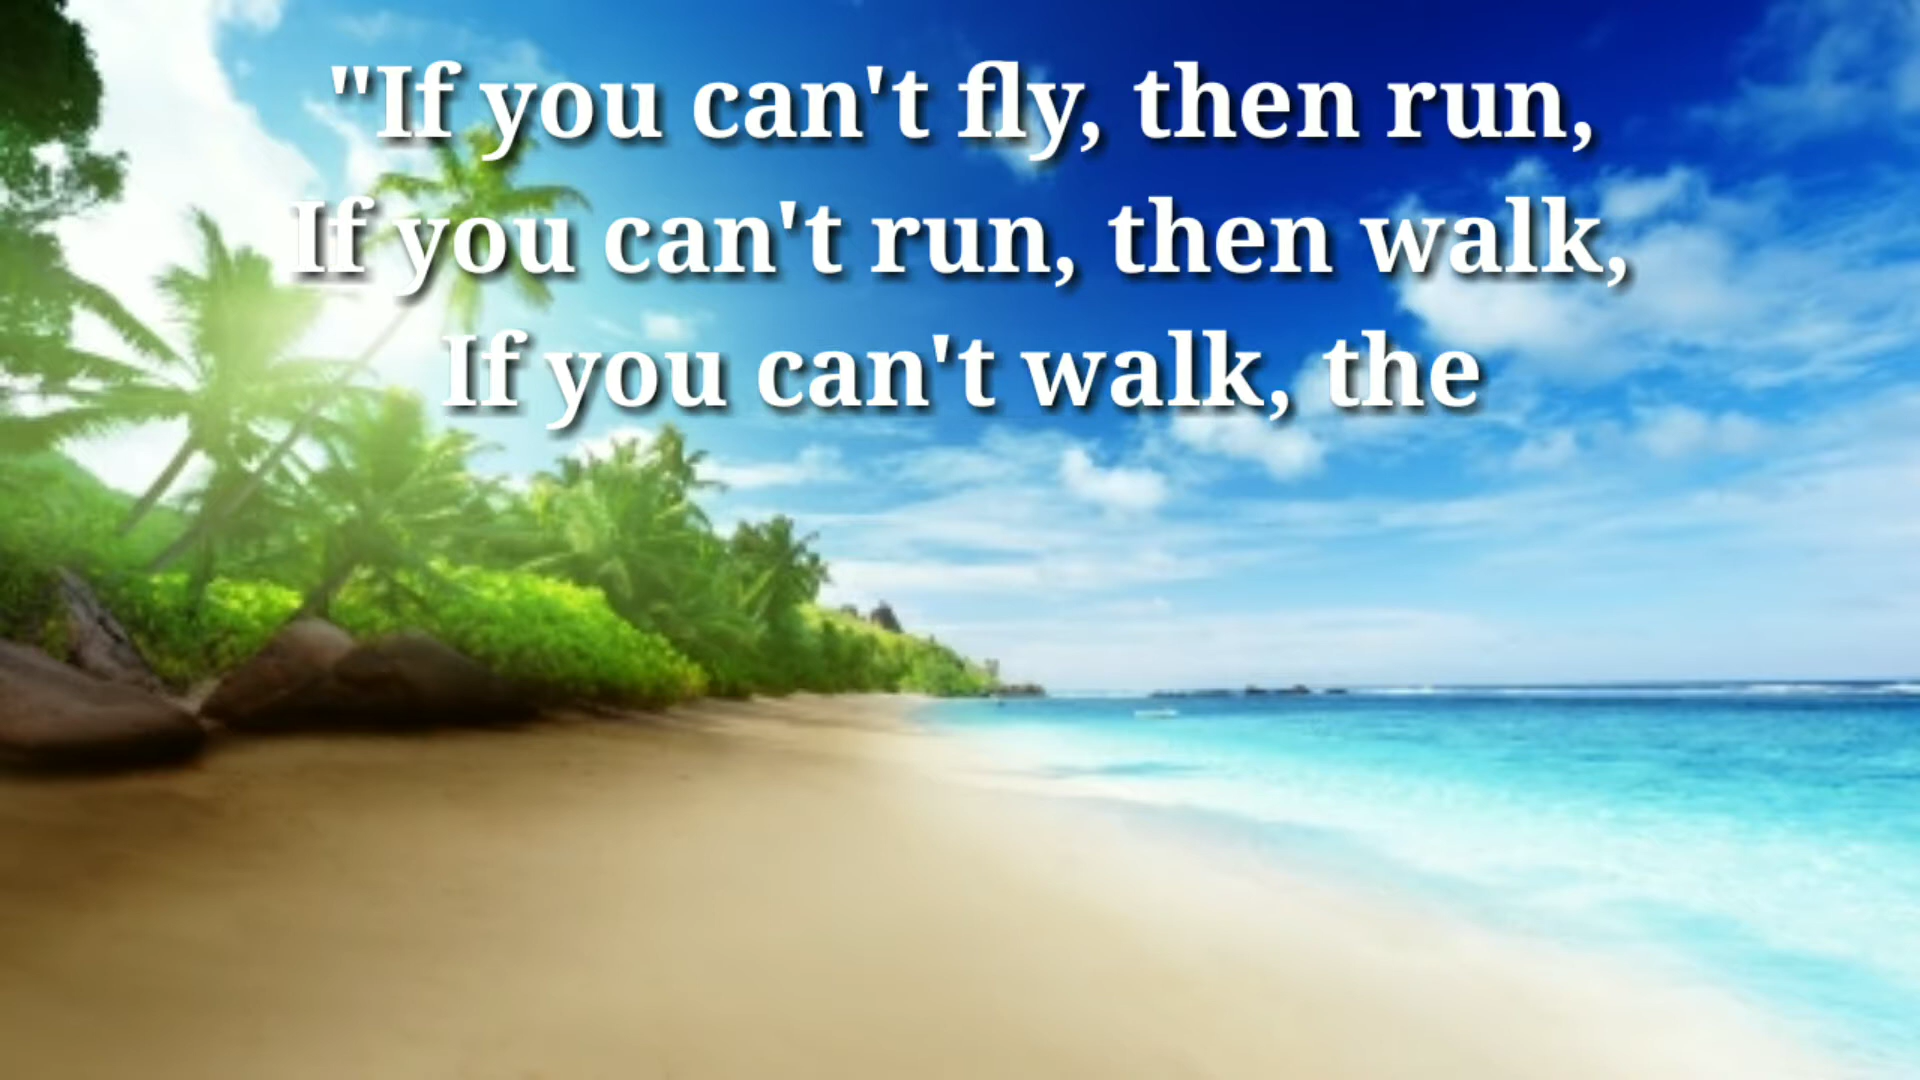 "If you can't fly, then run,
If you can't run, then walk,
If you can't walk, the